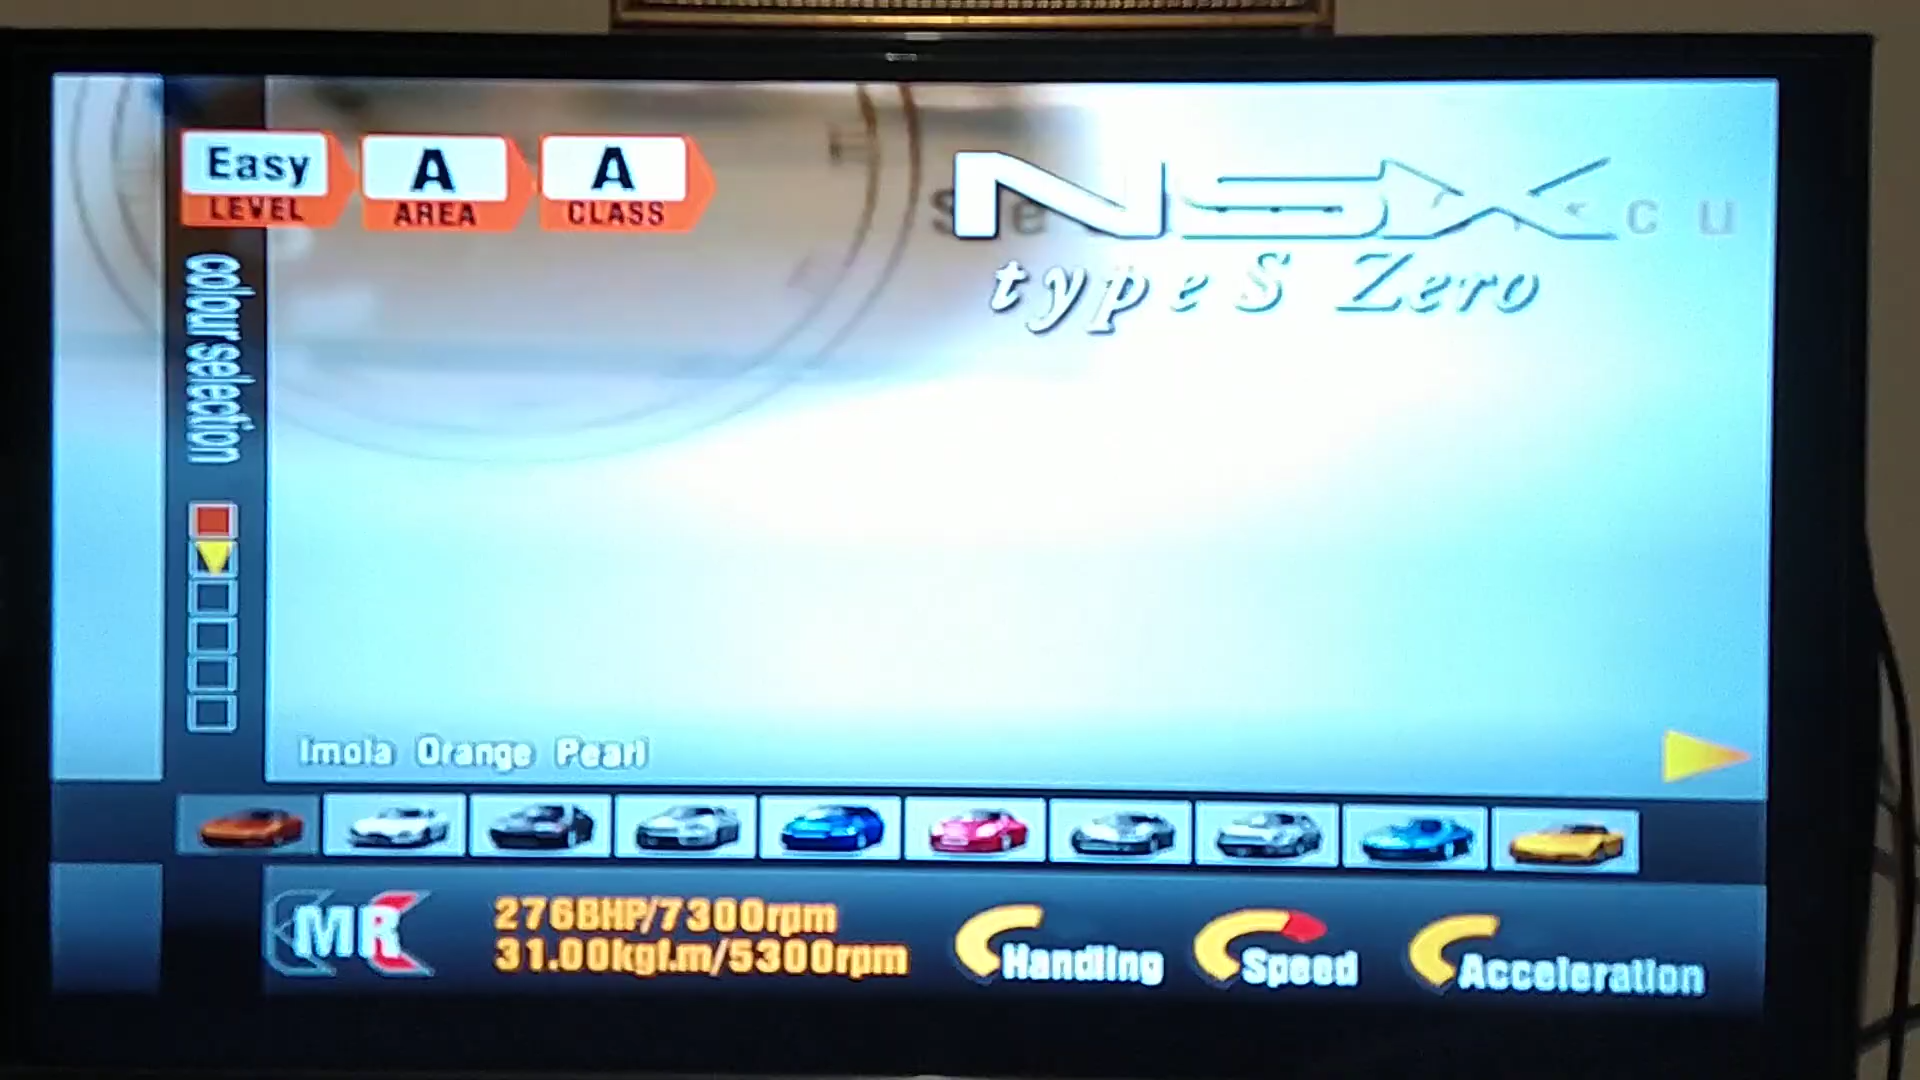 Easy
LEVEL
A
AREA
A
CLASS
NSX
type S Zero
colour selection
Imola Orange Pearl
MR
276BHP/7300rpm
31.00kgf.m/5300rpm
Handling
Speed
Acceleration